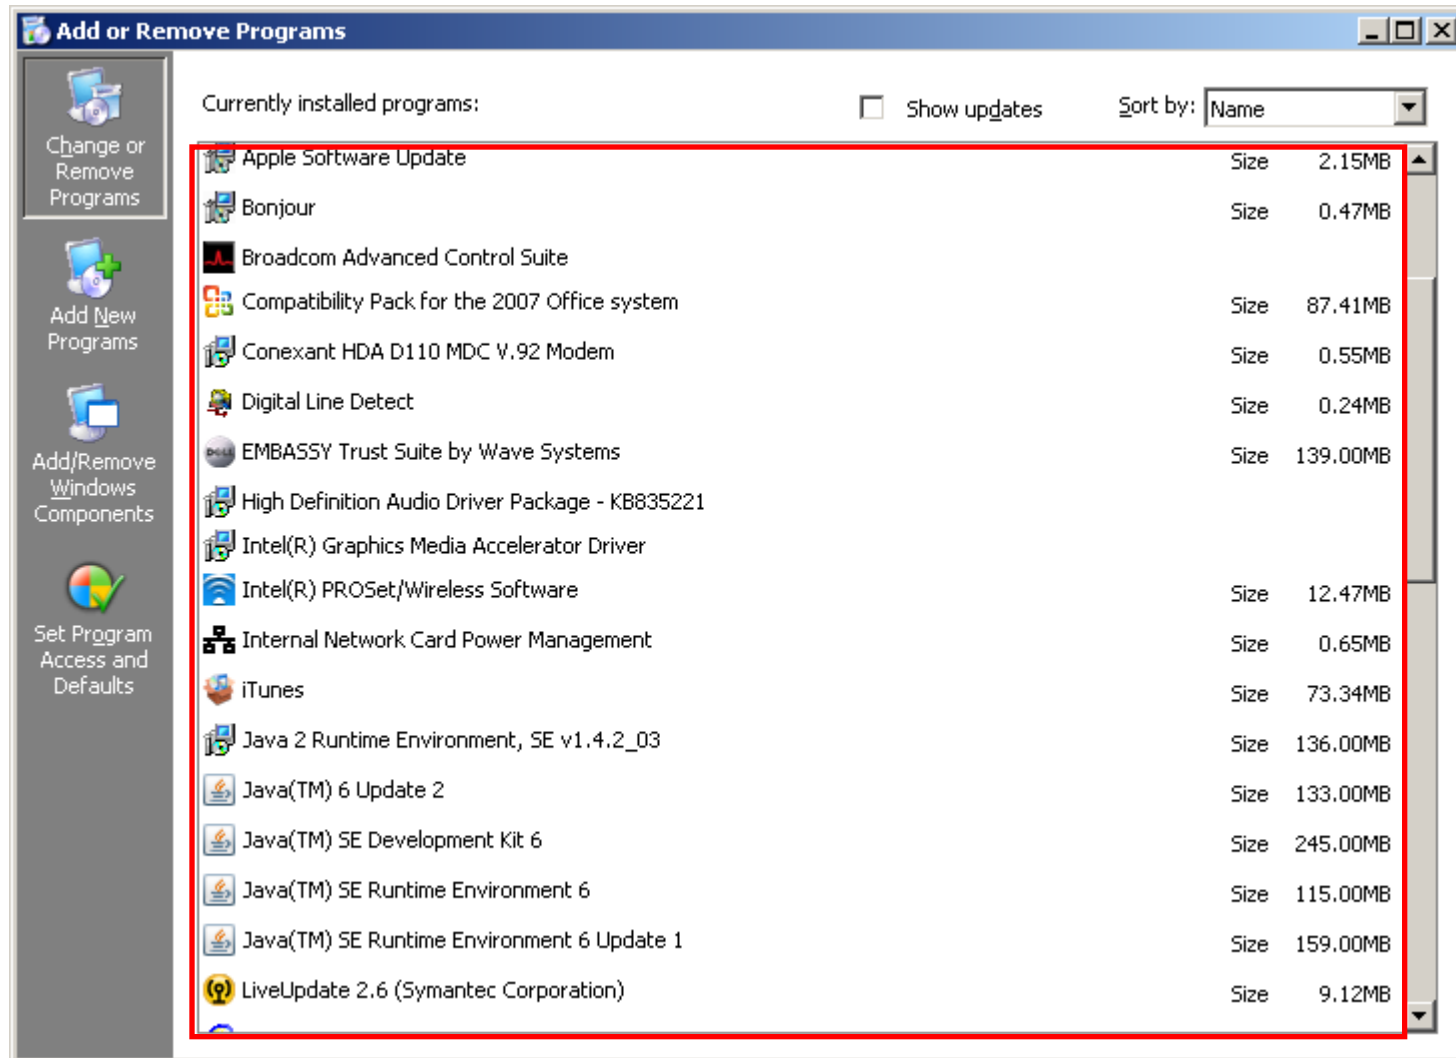 Add or Remove Programs
Change or
Remove
Programs
Add New
Programs
Add/Remove
Windows
Components
Set Program
Access and
Defaults
Currently installed programs:
Show updates
Sort by: Name
Apple Software Update Size 2.15MB
Bonjour Size 0.47MB
Broadcom Advanced Control Suite
Compatibility Pack for the 2007 Office system Size 87.41MB
Conexant HDA D110 MDC V.92 Modem Size 0.55MB
Digital Line Detect Size 0.24MB
DELL EMBASSY Trust Suite by Wave Systems Size 139.00MB
High Definition Audio Driver Package - KB835221
Intel(R) Graphics Media Accelerator Driver
Intel(R) PROSet/Wireless Software Size 12.47MB
Internal Network Card Power Management Size 0.65MB
iTunes Size 73.34MB
Java 2 Runtime Environment, SE v1.4.2_03 Size 136.00MB
Java(TM) 6 Update 2 Size 133.00MB
Java(TM) SE Development Kit 6 Size 245.00MB
Java(TM) SE Runtime Environment 6 Size 115.00MB
Java(TM) SE Runtime Environment 6 Update 1 Size 159.00MB
LiveUpdate 2.6 (Symantec Corporation) Size 9.12MB